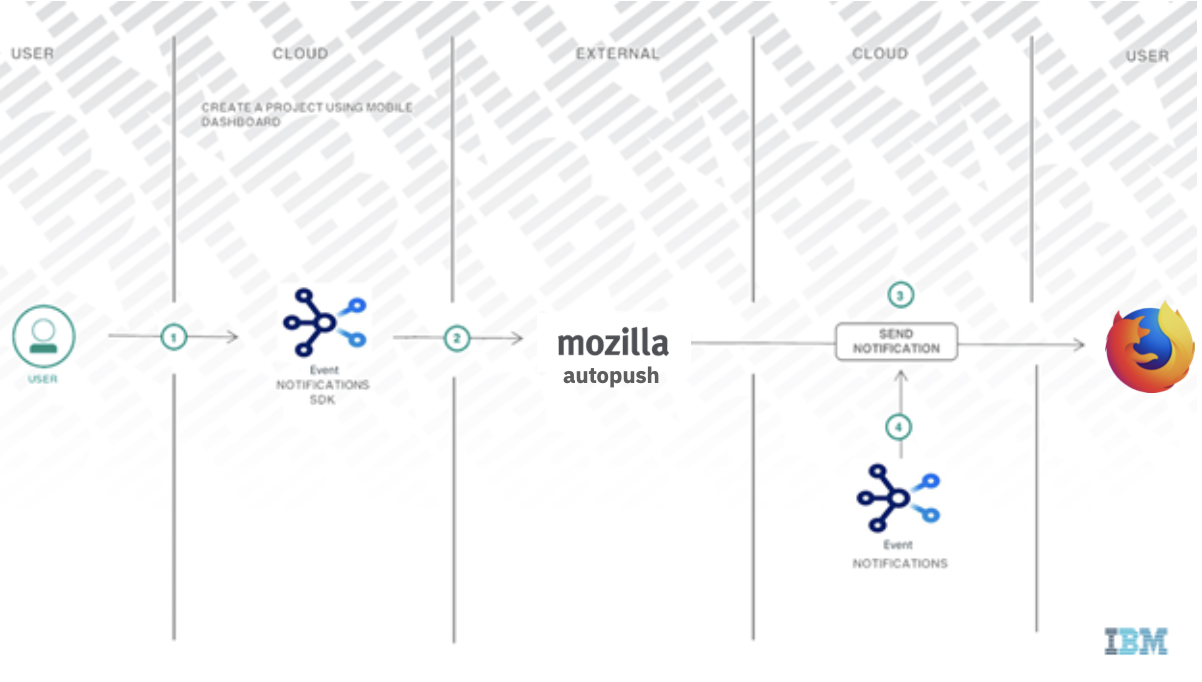 USER
CLOUD
EXTERNAL
CLOUD
USER
CREATE A PROJECT USING MOBILE
DASHBOARD
1
2
3
4
USER
Event
NOTIFICATIONS
SDK
mozilla
autopush
SEND
NOTIFICATION
Event
NOTIFICATIONS
IBM